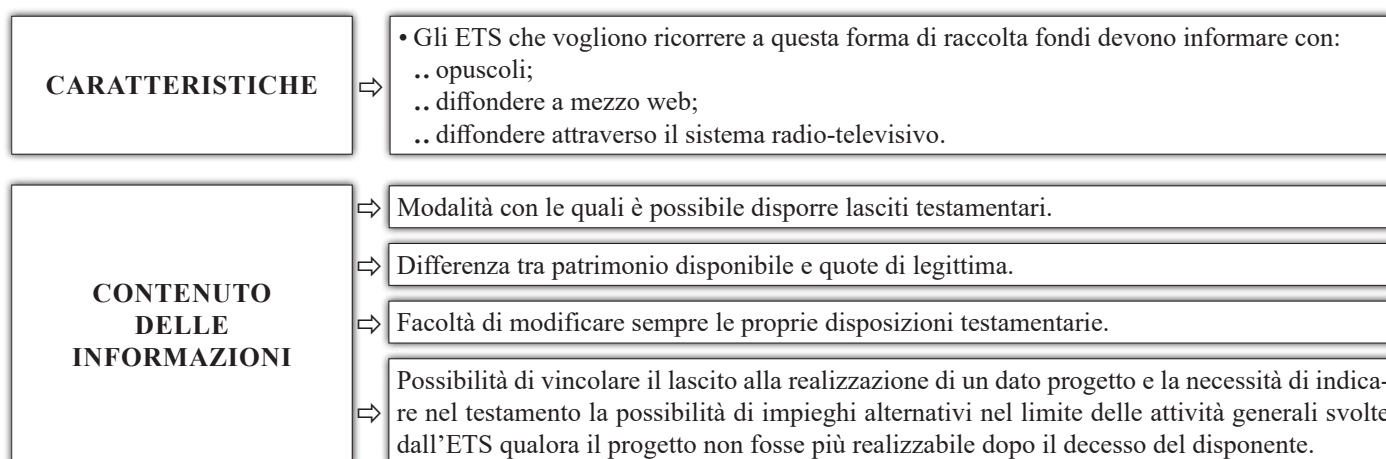 CARATTERISTICHE
⇨
• Gli ETS che vogliono ricorrere a questa forma di raccolta fondi devono informare con:
.. opuscoli;
.. diffondere a mezzo web;
.. diffondere attraverso il sistema radio-televisivo.
CONTENUTO
DELLE
INFORMAZIONI
⇨ Modalità con le quali è possibile disporre lasciti testamentari.
⇨ Differenza tra patrimonio disponibile e quote di legittima.
⇨ Facoltà di modificare sempre le proprie disposizioni testamentarie.
Possibilità di vincolare il lascito alla realizzazione di un dato progetto e la necessità di indica-
⇨ re nel testamento la possibilità di impieghi alternativi nel limite delle attività generali svolte
dall’ETS qualora il progetto non fosse più realizzabile dopo il decesso del disponente.